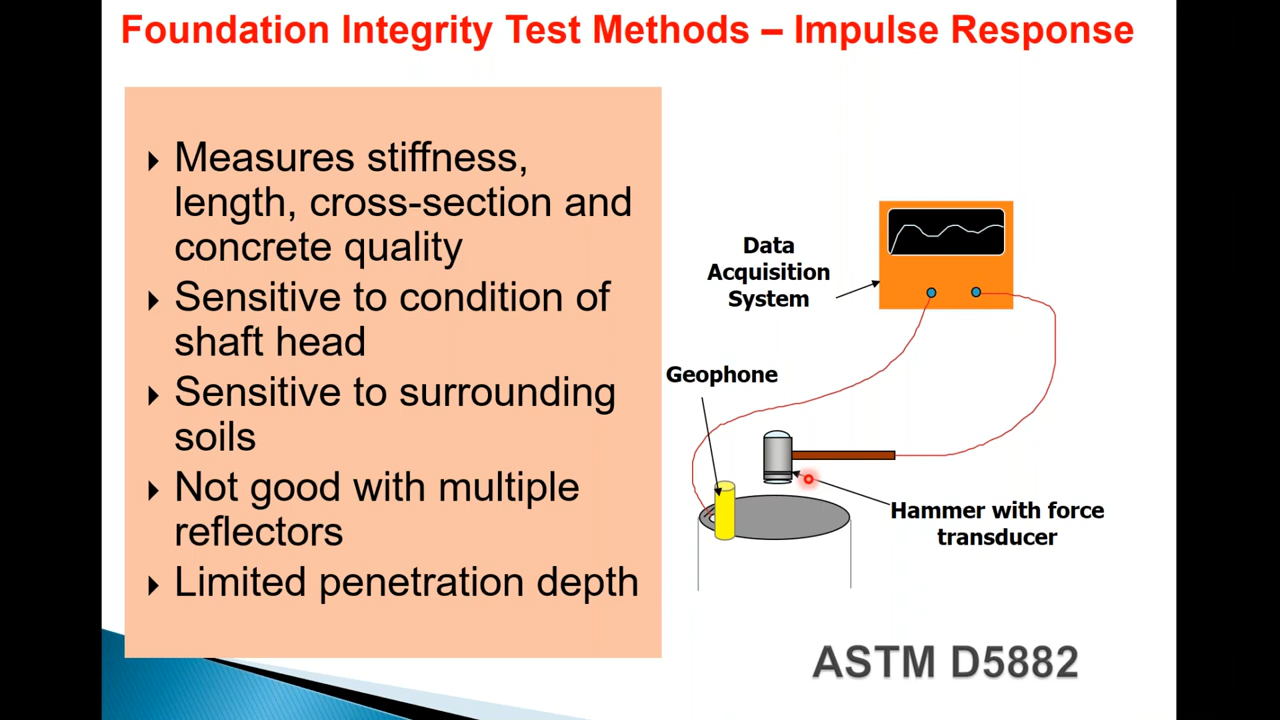 Foundation Integrity Test Methods – Impulse Response
Measures stiffness,
length, cross-section and
concrete quality
Sensitive to condition of
shaft head
Sensitive to surrounding
soils
Not good with multiple
reflectors
Limited penetration depth
Data
Acquisition
System
Geophone
Hammer with force
transducer
ASTM D5882